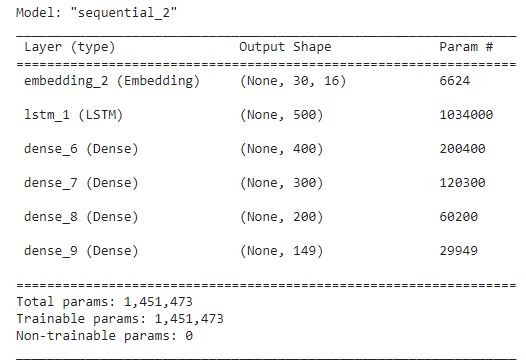 Model: "sequential_2"
Layer (type) Output Shape Param #
embedding_2 (Embedding) (None, 30, 16) 6624
lstm_1 (LSTM) (None, 500) 1034000
dense_6 (Dense) (None, 400) 200400
dense_7 (Dense) (None, 300) 120300
dense_8 (Dense) (None, 200) 60200
dense_9 (Dense) (None, 149) 29949
Total params: 1,451,473
Trainable params: 1,451,473
Non-trainable params: 0